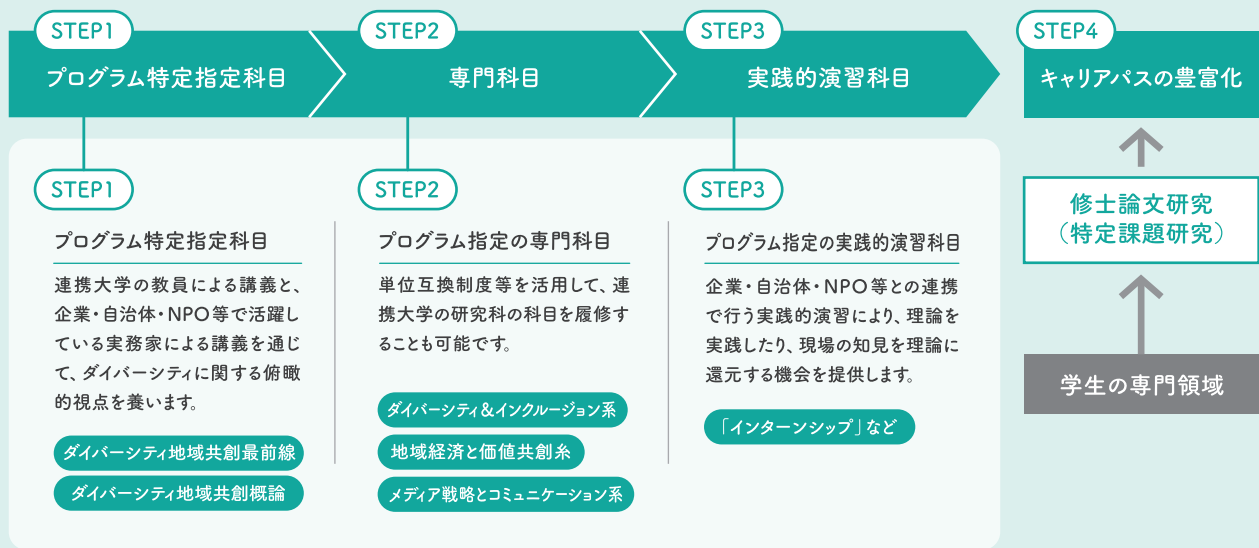 STEP1
プログラム特定指定科目
STEP2
専門科目
STEP3
実践的演習科目
STEP4
キャリアパスの豊富化
STEP1
プログラム特定指定科目
連携大学の教員による講義と、
企業・自治体・NPO等で活躍し
ている実務家による講義を通じ
て、ダイバーシティに関する俯瞰
的視点を養います。
ダイバーシティ地域共創最前線
ダイバーシティ地域共創概論
STEP2
プログラム指定の専門科目
単位互換制度等を活用して、連
携大学の研究科の科目を履修す
ることも可能です。
ダイバーシティ&インクルージョン系
地域経済と価値共創糸
メディア戦略とコミュニケーション系
STEP3
プログラム指定の実践的演習科目
企業・自治体・NPO等との連携
で行う実践的演習により、理論を
実践したり、現場の知見を理論に
還元する機会を提供します。
「インターンシップ」など
修士論文研究
（特定課題研究）
学生の専門領域